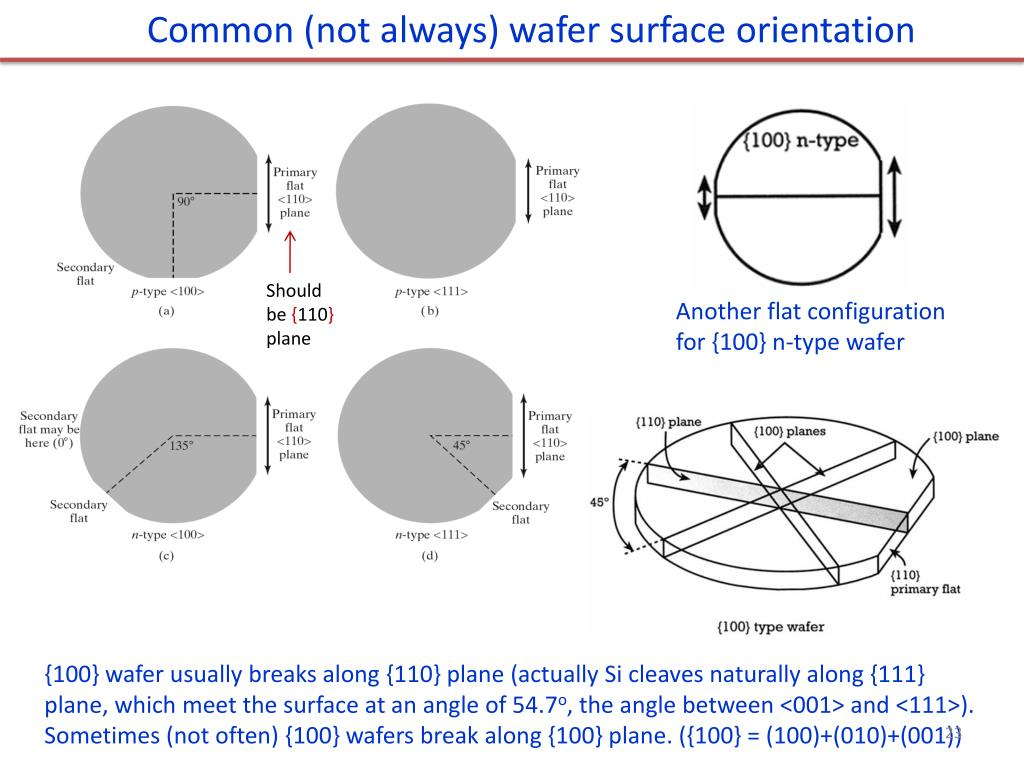 Common (not always) wafer surface orientation
90°
Primary
flat
<110>
plane
Secondary
flat
p-type <100>
(a)
Should
be {110}
plane
Primary
flat
<110>
plane
p-type <111>
(b)
{100} n-type
Another flat configuration
for {100} n-type wafer
Secondary
flat may be
here (0°)
135°
Primary
flat
<110>
plane
Secondary
flat
n-type <100>
(c)
45°
Primary
flat
<110>
plane
Secondary
flat
n-type <111>
(d)
{110} plane
{100} planes
{100} plane
45°
{110}
primary flat
{100} type wafer
{100} wafer usually breaks along {110} plane (actually Si cleaves naturally along {111}
plane, which meet the surface at an angle of 54.7o, the angle between <001> and <111>).
Sometimes (not often) {100} wafers break along {100} plane. ({100} = (100)+(010)+(001))
23